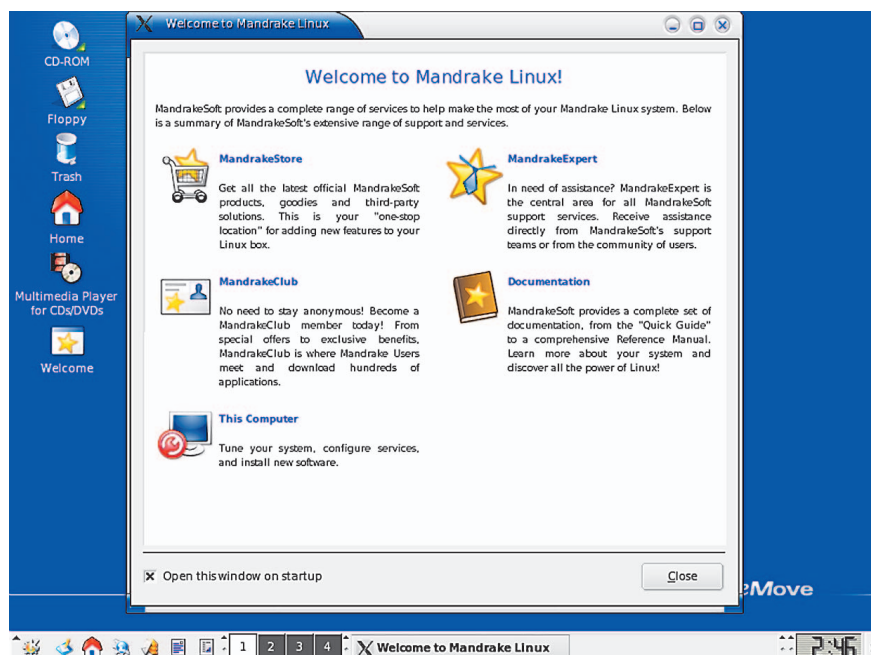 CD-ROM
Floppy
Trash
Home
Multimedia Player
for CDs/DVDs
Welcome
Welcome to Mandrake Linux
Welcome to Mandrake Linux!
MandrakeSoft provides a complete range of services to help make the most of your Mandrake Linux system. Below
is a summary of MandrakeSoft's extensive range of support and services.
MandrakeStore
Get all the latest official MandrakeSoft
products, goodies and third-party
solutions. This is your "one-stop
location" for adding new features to your
Linux box.
MandrakeExpert
In need of assistance? MandrakeExpert is
the central area for all MandrakeSoft
support services. Receive assistance
directly from MandrakeSoft's support
teams or from the community of users.
MandrakeClub
No need to stay anonymous! Become a
MandrakeClub member today! From
special offers to exclusive benefits,
MandrakeClub is where Mandrake Users
meet and download hundreds of
applications.
Documentation
MandrakeSoft provides a complete set of
documentation, from the "Quick Guide"
to a comprehensive Reference Manual.
Learn more about your system and
discover all the power of Linux!
This Computer
Tune your system, configure services,
and install new software.
Open this window on startup
Close
eMove
1 2 3 4 Welcome to Mandrake Linux 2:46